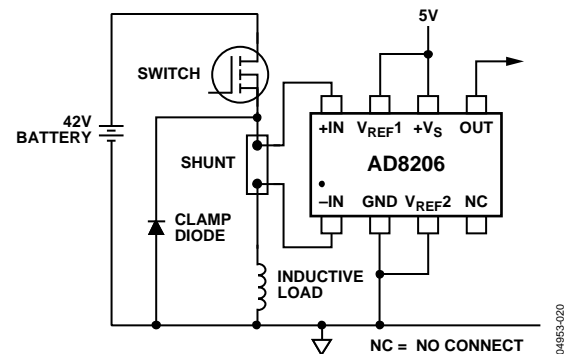 5V
SWITCH
42V
BATTERY
+IN VREF1 +VS OUT
SHUNT
AD8206
–IN GND VREF2 NC
CLAMP
DIODE
INDUCTIVE
LOAD
NC = NO CONNECT
04953-020